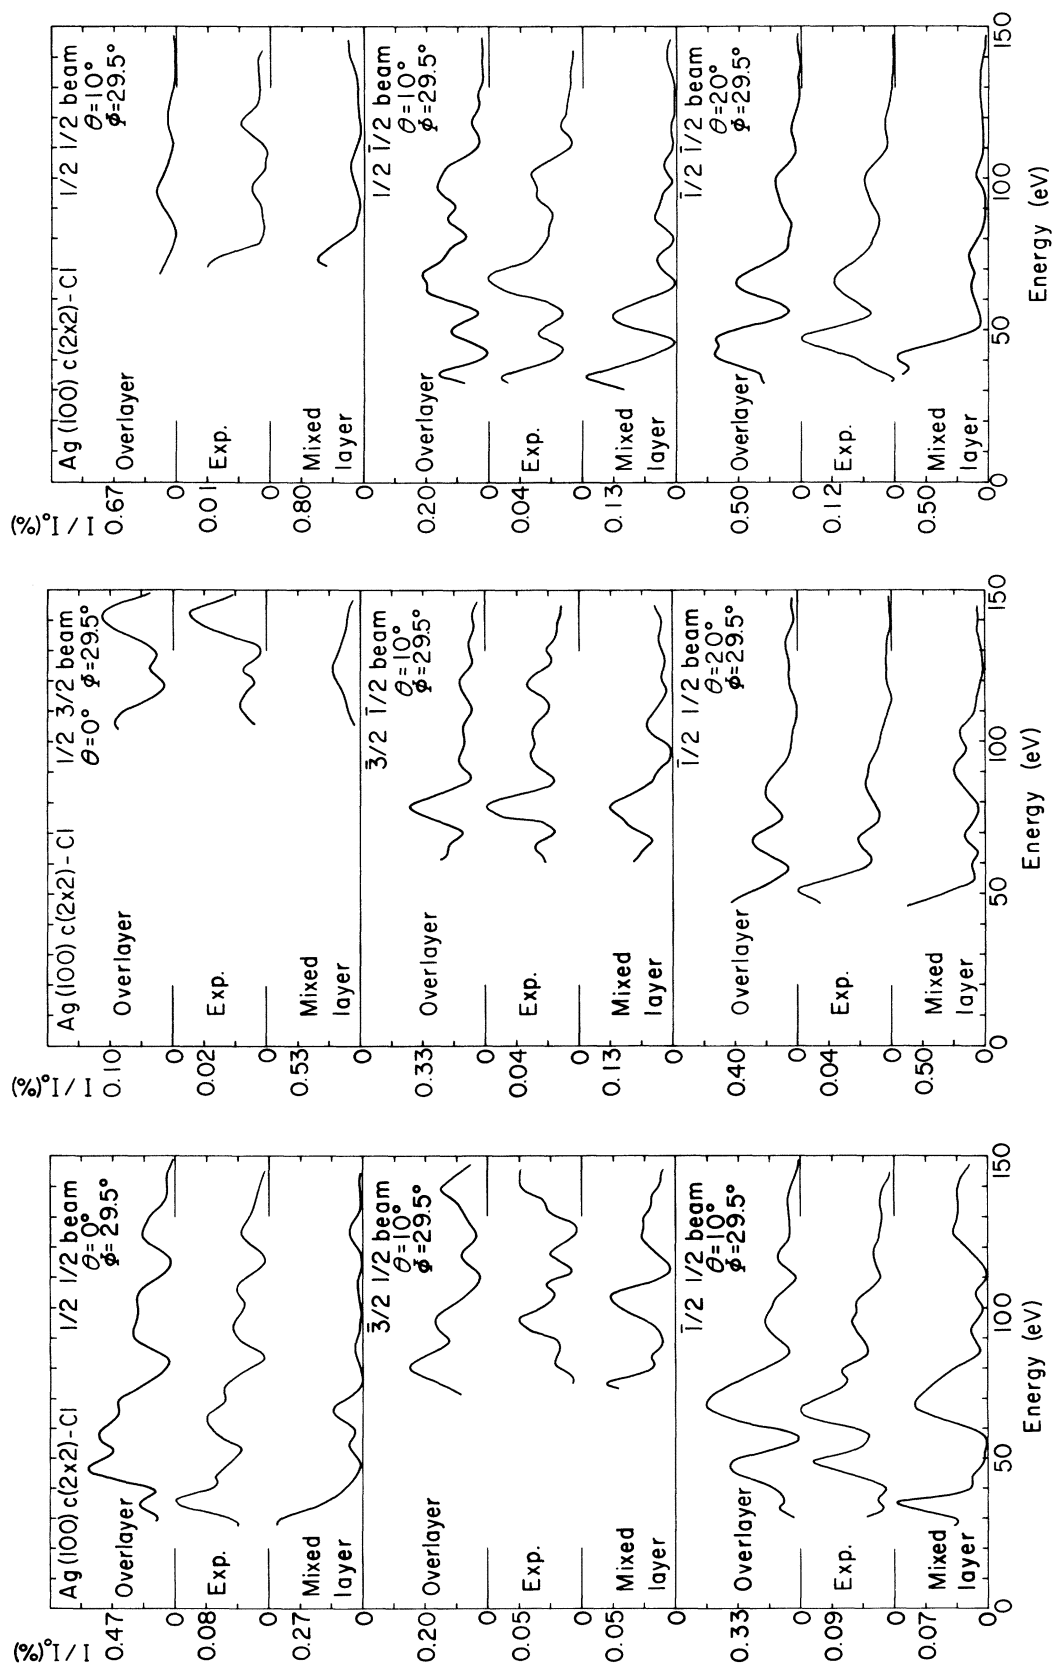 I / I₀(%)
Ag (100) c(2x2)-Cl
1/2 1/2 beam
θ=0°
Φ=29.5°
Overlayer
0.47
0
Exp.
0.08
0
Mixed
layer
0.27
0
3̄/2 1/2 beam
θ=10°
Φ=29.5°
Overlayer
0.20
0
Exp.
0.05
0
Mixed
layer
0.05
0
1̄/2 1/2 beam
θ=10°
Φ=29.5°
Overlayer
0.33
0
Exp.
0.09
0
Mixed
layer
0.07
0
0 50 100 150
Energy (eV)
I / I₀(%)
Ag (100) c(2x2)-Cl
1/2 3/2 beam
θ=0° Φ=29.5°
Overlayer
0.10
0
Exp.
0.02
0
Mixed
layer
0.53
0
3̄/2 1̄/2 beam
θ=10°
Φ=29.5°
Overlayer
0.33
0
Exp.
0.04
0
Mixed
layer
0.13
0
1̄/2 1/2 beam
θ=20°
Φ=29.5°
Overlayer
0.40
0
Exp.
0.04
0
Mixed
layer
0.50
0
0 50 100 150
Energy (eV)
I / I₀(%)
Ag (100) c(2x2)-Cl
1/2 1/2 beam
θ=10°
Φ=29.5°
Overlayer
0.67
0
Exp.
0.01
0
Mixed
layer
0.80
0
1/2 1̄/2 beam
θ=10°
Φ=29.5°
Overlayer
0.20
0
Exp.
0.04
0
Mixed
layer
0.13
0
1̄/2 1̄/2 beam
θ=20°
Φ=29.5°
Overlayer
0.50
0
Exp.
0.12
0
Mixed
layer
0.50
0
0 50 100 150
Energy (eV)